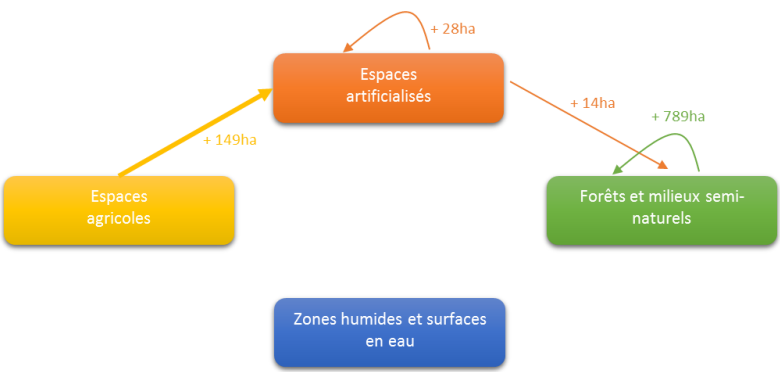 + 28ha
Espaces
artificialisés
+ 14ha
+ 789ha
+ 149ha
Espaces
agricoles
Forêts et milieux semi-
naturels
Zones humides et surfaces
en eau